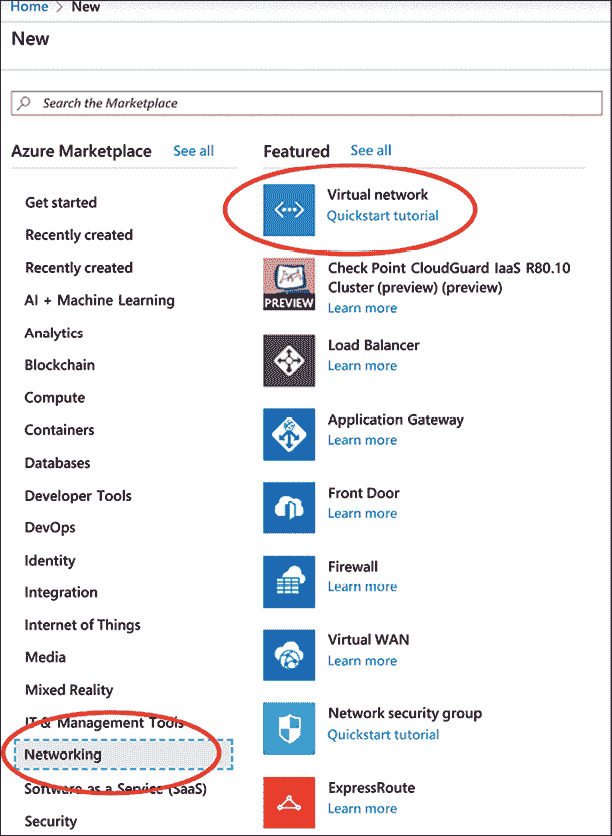 Home > New
New
Search the Marketplace
Azure Marketplace See all
Get started
Recently created
Recently created
AI + Machine Learning
Analytics
Blockchain
Compute
Containers
Databases
Developer Tools
DevOps
Identity
Integration
Internet of Things
Media
Mixed Reality
IT & Management Tools
Networking
Software as a Service (SaaS)
Security
Featured See all
Virtual network
Quickstart tutorial
PREVIEW
Check Point CloudGuard IaaS R80.10
Cluster (preview) (preview)
Learn more
Load Balancer
Learn more
Application Gateway
Learn more
Front Door
Learn more
Firewall
Learn more
Virtual WAN
Learn more
Network security group
Quickstart tutorial
ExpressRoute
Learn more